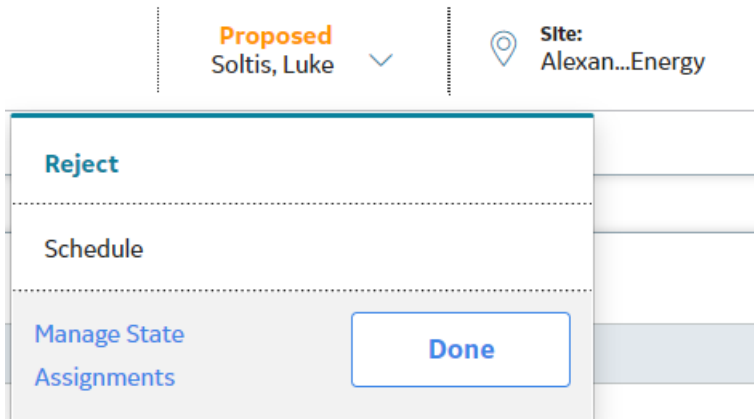 Proposed
Soltis, Luke
Site:
Alexan...Energy
Reject
Schedule
Manage State
Assignments
Done